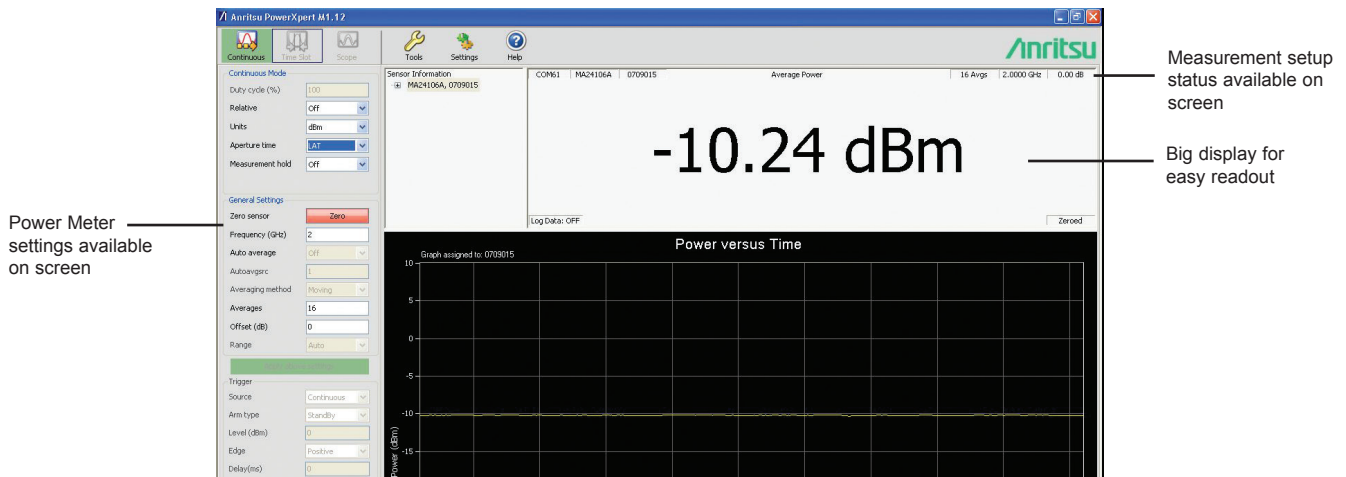 Anritsu PowerXpert M1.12
Continuous
Time Slot
Scope
Tools
Settings
Help
Anritsu
Continuous Mode
Duty cycle (%) 100
Relative Off
Units dBm
Aperture time LAT
Measurement hold Off
General Settings
Zero sensor Zero
Frequency (GHz) 2
Auto average Off
Autoavgsrc 1
Averaging method Moving
Averages 16
Offset (dB) 0
Range Auto
Trigger
Source Continuous
Arm type StandBy
Level (dBm) 0
Edge Positive
Delay(ms) 0
Sensor Information
MA24106A, 0709015
COM61 MA24106A 0709015 Average Power 16 Avgs 2.0000 GHz 0.00 dB
-10.24 dBm
Log Data: OFF
Zeroed
Power versus Time
Graph assigned to: 0709015
10
5
0
-5
-10
-15
Power (dBm)
Power Meter
settings available
on screen
Measurement setup
status available on
screen
Big display for
easy readout